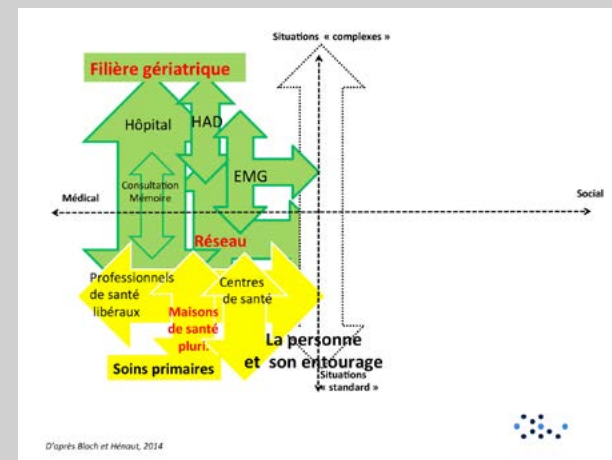 Situations « complexes »
Filière gériatrique
Hôpital
HAD
EMG
Consultation
Mémoire
Médical
Social
Réseau
Professionnels
de santé
libéraux
Centres
de santé
Maisons
de santé
pluri.
La personne
et son entourage
Soins primaires
Situations
« standard »
D'après Bloch et Hénaut, 2014